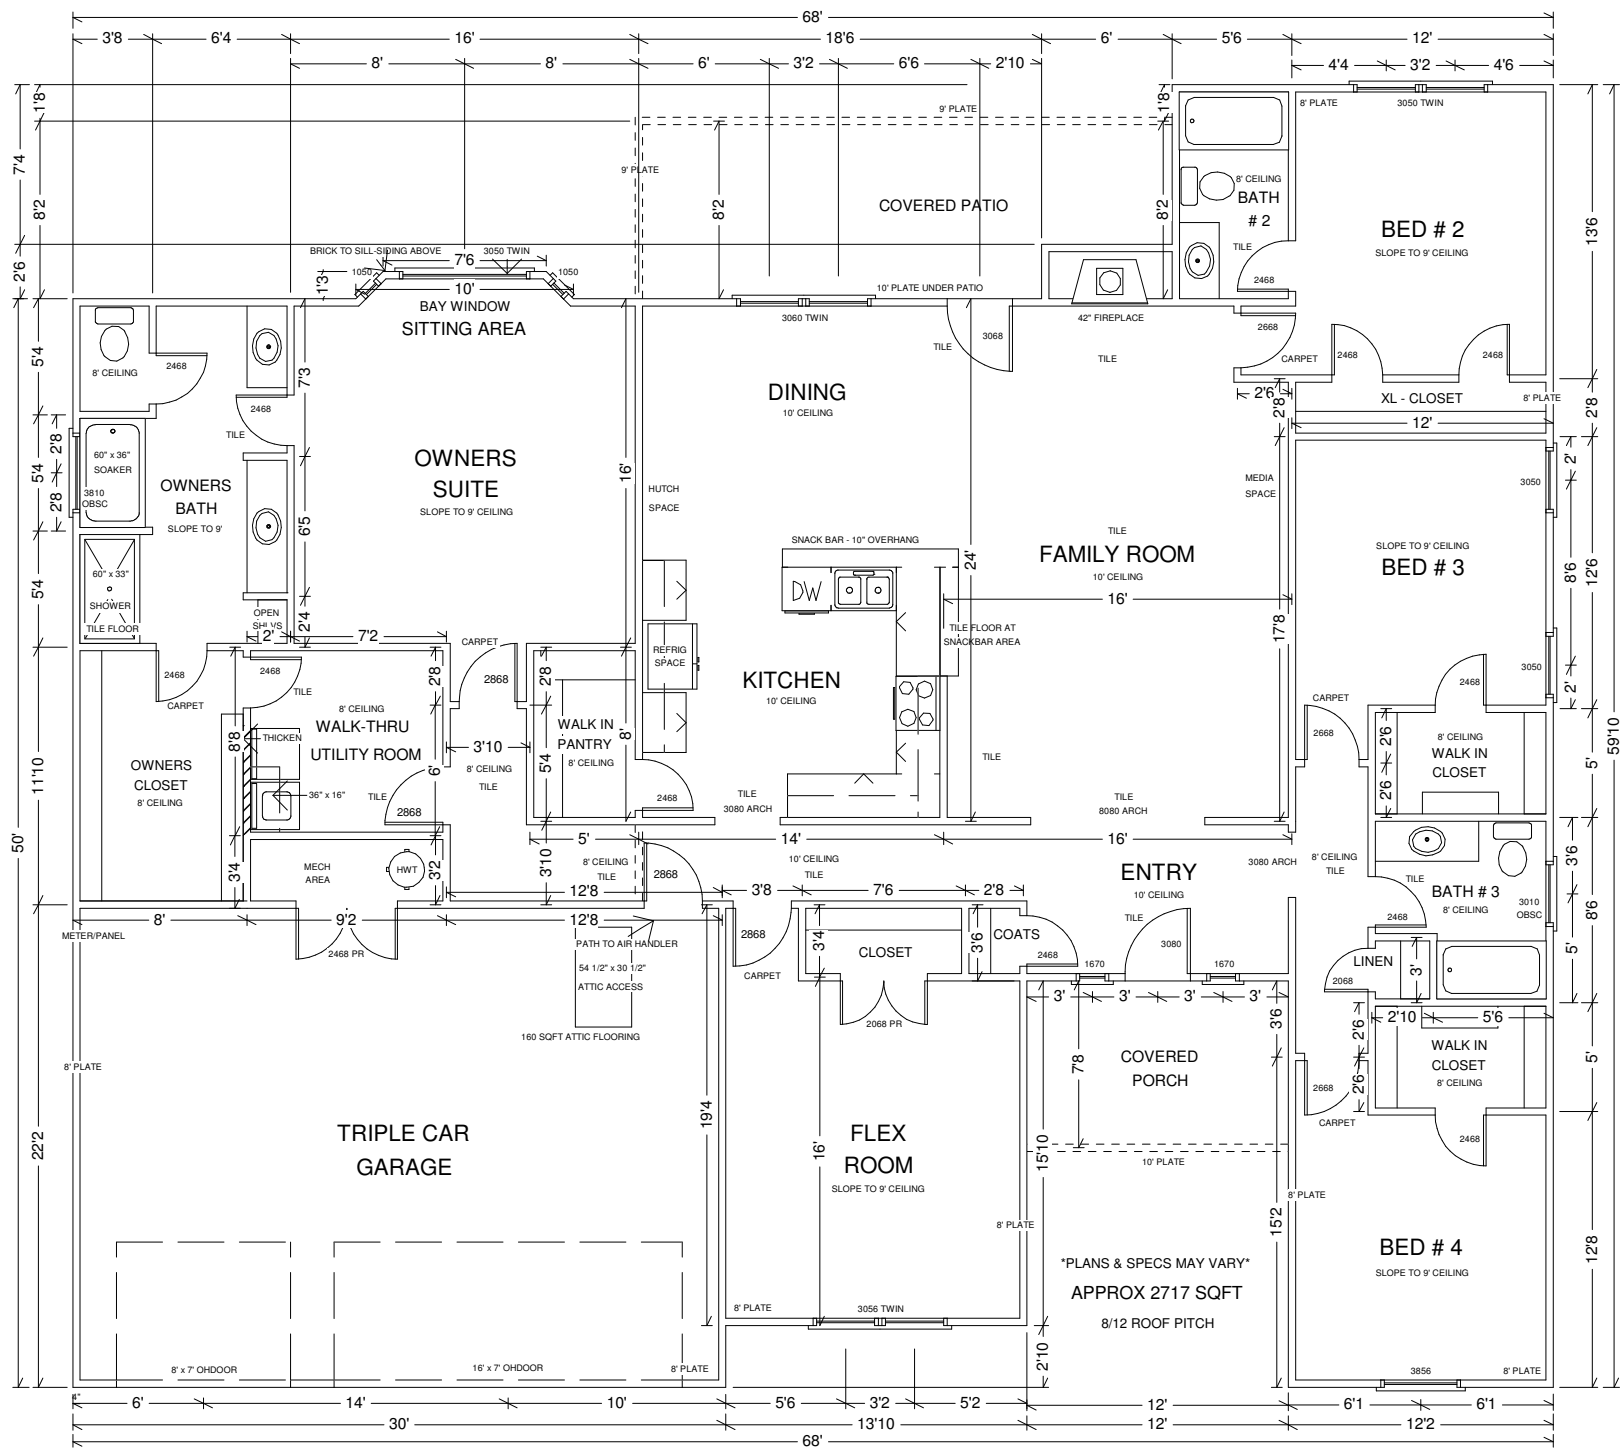 68'
3'8
6'4
16'
18'6
6'
5'6
12'
8'
8'
6'
3'2
6'6
2'10
4'4
3'2
4'6
1'8
7'4
8'2
2'6
9' PLATE
9' PLATE
8'2
COVERED PATIO
1'8
8'2
8' CEILING
BATH
# 2
TILE
2468
8' PLATE
3050 TWIN
BED # 2
SLOPE TO 9' CEILING
13'6
BRICK TO SILL-SIDING ABOVE
3050 TWIN
7'6
1050
1050
1'3
10'
BAY WINDOW
SITTING AREA
10' PLATE UNDER PATIO
3060 TWIN
3068
TILE
42" FIREPLACE
TILE
2668
CARPET
2468
2468
2'6
2'8
XL - CLOSET
8' PLATE
12'
2'8
5'4
8' CEILING
2468
7'3
2468
TILE
DINING
10' CEILING
2'8
5'4
2'8
60" x 36"
SOAKER
3810
OBSC
OWNERS
BATH
SLOPE TO 9'
OWNERS
SUITE
SLOPE TO 9' CEILING
16'
HUTCH
SPACE
MEDIA
SPACE
3050
2'
6'5
SNACK BAR - 10" OVERHANG
24'
TILE
FAMILY ROOM
10' CEILING
SLOPE TO 9' CEILING
BED # 3
8'6
12'6
5'4
60" x 33"
SHOWER
TILE FLOOR
OPEN
SHLVS
2'
2'4
7'2
DW
16'
TILE FLOOR AT
SNACKBAR AREA
17'8
REFRIG
SPACE
KITCHEN
10' CEILING
3050
2'
CARPET
2468
CARPET
2468
TILE
2'8
2868
2'8
CARPET
2668
2468
8' CEILING
WALK-THRU
UTILITY ROOM
THICKEN
8'8
6'
3'10
8' CEILING
TILE
WALK IN
PANTRY
8' CEILING
5'4
8'
OWNERS
CLOSET
8' CEILING
11'10
36" x 16"
TILE
2868
2468
TILE
3080 ARCH
TILE
TILE
8080 ARCH
2'6
2'6
8' CEILING
WALK IN
CLOSET
5'
59'10
50'
5'
14'
16'
3'4
MECH
AREA
HWT
3'2
3'10
8' CEILING
TILE
2868
10' CEILING
TILE
ENTRY
10' CEILING
3080 ARCH
8' CEILING
TILE
TILE
BATH # 3
8' CEILING
3010
OBSC
3'6
8'6
5'
12'8
3'8
7'6
2'8
8'
9'2
12'8
METER/PANEL
2468 PR
PATH TO AIR HANDLER
54 1/2" x 30 1/2"
ATTIC ACCESS
160 SQFT ATTIC FLOORING
2868
CARPET
3'4
CLOSET
3'6
COATS
2468
TILE
3080
1670
1670
2468
LINEN
3'
2068
2068 PR
3'
3'
3'
3'
3'6
2'10
5'6
2'6
WALK IN
CLOSET
8' CEILING
5'
7'8
COVERED
PORCH
2'6
2668
CARPET
2468
8' PLATE
22'2
TRIPLE CAR
GARAGE
19'4
16'
FLEX
ROOM
SLOPE TO 9' CEILING
15'10
10' PLATE
8' PLATE
15'2
8' PLATE
BED # 4
SLOPE TO 9' CEILING
12'8
*PLANS & SPECS MAY VARY*
APPROX 2717 SQFT
8/12 ROOF PITCH
8' PLATE
3056 TWIN
2'10
8' x 7' OHDOOR
16' x 7' OHDOOR
8' PLATE
3856
8' PLATE
4"
6'
14'
10'
5'6
3'2
5'2
12'
6'1
6'1
30'
13'10
12'
12'2
68'